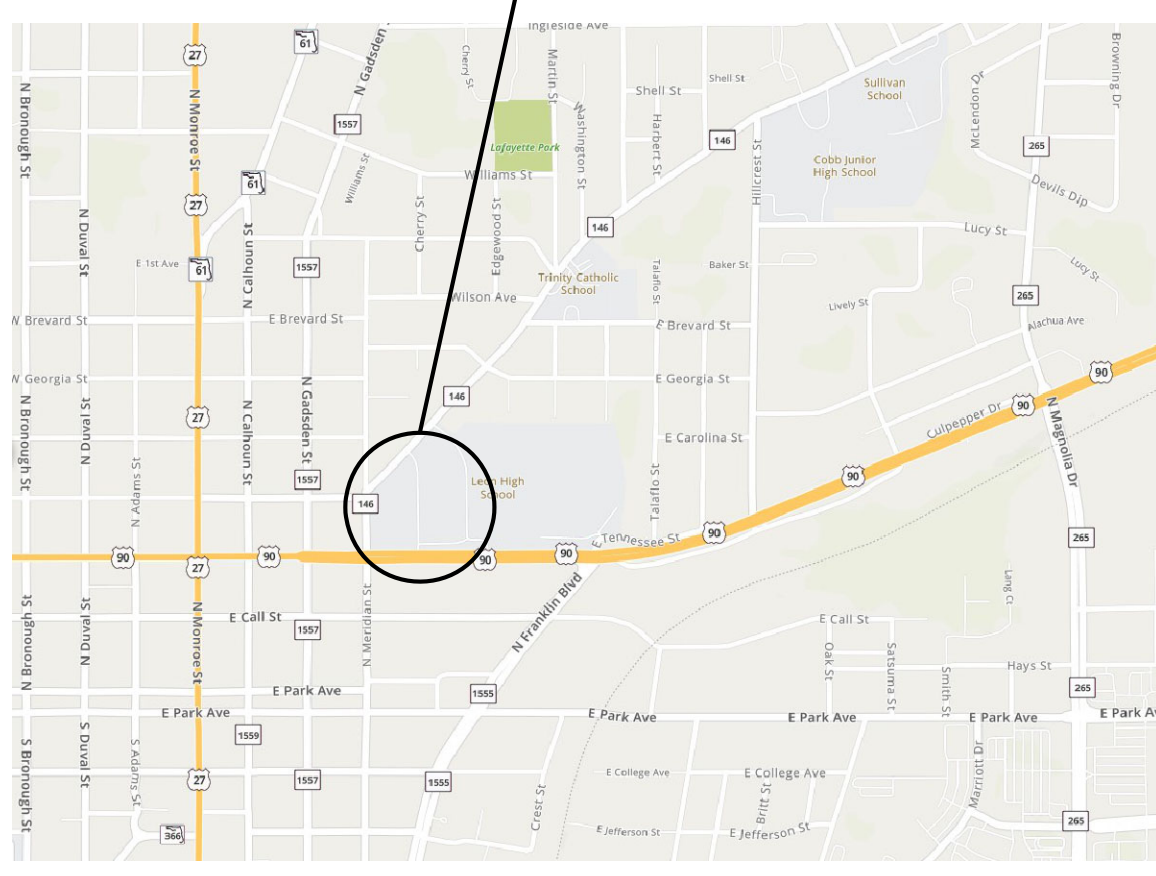 Ingleside Ave
61
27
N Gadsden
Cherry St
Martin St
Shell St
Shell St
Sullivan
School
McLendon Dr
Browning Dr
N Bronough St
N Monroe St
1557
Washington St
Harbert St
146
Hillcrest St
265
Lafayette Park
Cobb Junior
High School
Williams St
Williams St
61
27
Devils Dip
N Duval St
N Calhoun St
Cherry St
Edgewood St
146
Lucy St
E 1st Ave
61
1557
Trinity Catholic
School
Talaflo St
Baker St
Lucy St
Wilson Ave
Lively St
265
W Brevard St
E Brevard St
E Brevard St
Alachua Ave
W Georgia St
E Georgia St
90
N Bronough St
N Duval St
27
N Calhoun St
N Gadsden St
146
Culpepper Dr
90
N Magnolia Dr
E Carolina St
N Adams St
1557
146
Leon High
School
Talaflo St
90
90
27
90
90
90
E Tennessee St
90
265
N Bronough St
N Duval St
N Monroe St
E Call St
1557
N Meridian St
N Franklin Blvd
Lang Ct
E Call St
Oak St
Satsuma St
Smith St
Hays St
E Park Ave
1555
265
E Park Ave
E Park Ave
E Park Ave
E Park Ave
E Park Av
1559
S Bronough St
S Duval St
S Adams St
27
1557
1555
E College Ave
E College Ave
Marriott Dr
Crest St
Britt St
366
E Jefferson St
E Jefferson St
265